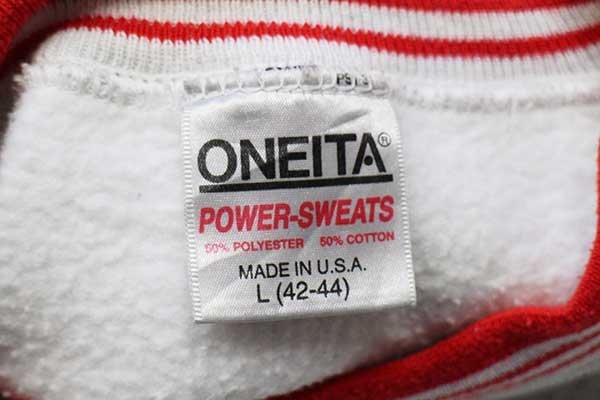 ONEITA®
POWER-SWEATS
50% POLYESTER 50% COTTON
MADE IN U.S.A.
L (42-44)